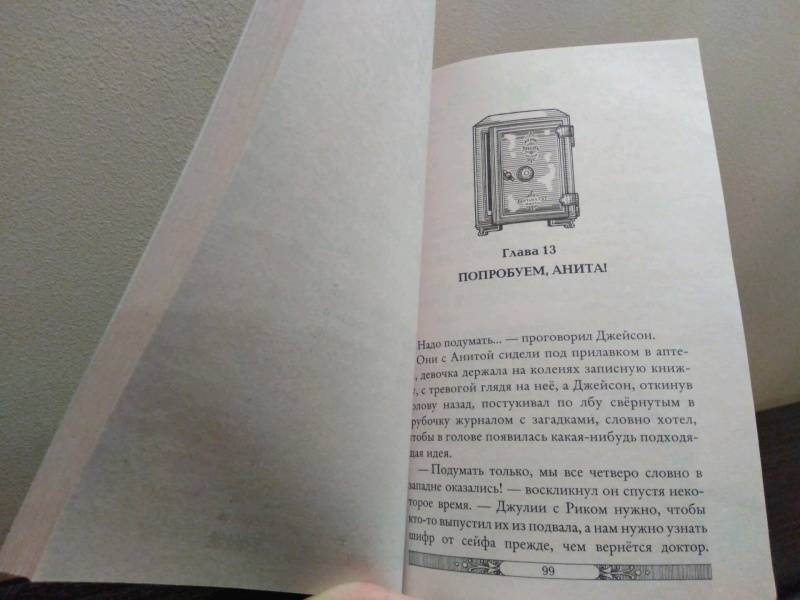 Глава 13
ПОПРОБУЕМ, АНИТА!
Надо подумать... — проговорил Джейсон.
Они с Анитой сидели под прилавком в апте-
, девочка держала на коленях записную книж-
, с тревогой глядя на неё, а Джейсон, откинув
олову назад, постукивал по лбу свёрнутым в
рубочку журналом с загадками, словно хотел,
чтобы в голове появилась какая-нибудь подходя-
щая идея.
— Подумать только, мы все четверо словно в
западне оказались! — воскликнул он спустя неко-
торое время. — Джулии с Риком нужно, чтобы
кто-то выпустил их из подвала, а нам нужно узнать
шифр от сейфа прежде, чем вернётся доктор.
99